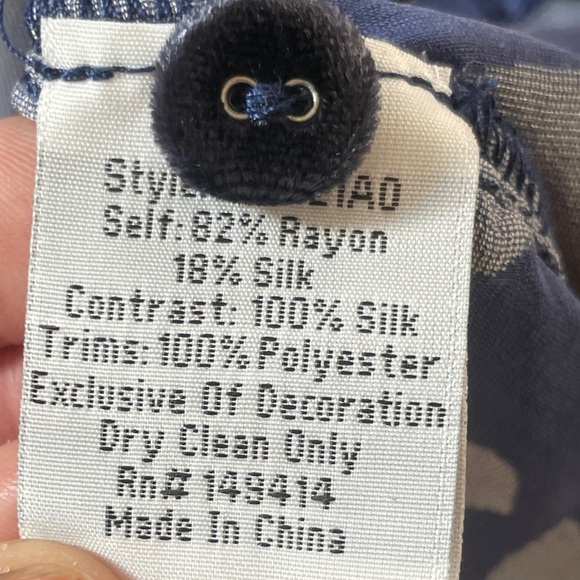 Self: 82% Rayon
18% Silk
Contrast: 100% Silk
Trims: 100% Polyester
Exclusive Of Decoration
Dry Clean Only
Rn# 149414
Made In China